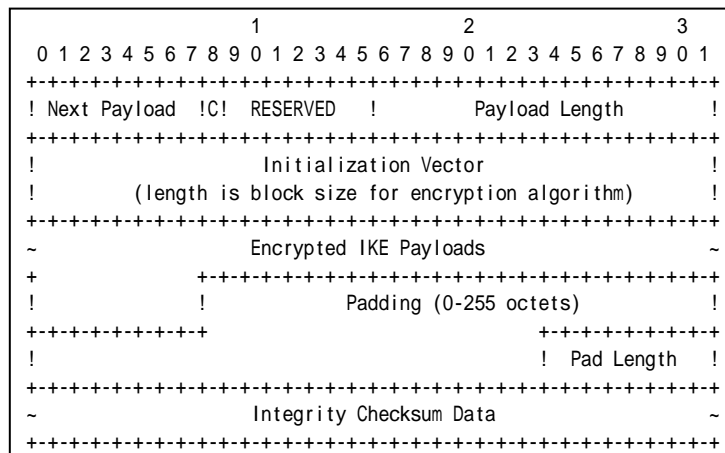 1                   2                   3
 0 1 2 3 4 5 6 7 8 9 0 1 2 3 4 5 6 7 8 9 0 1 2 3 4 5 6 7 8 9 0 1
+-+-+-+-+-+-+-+-+-+-+-+-+-+-+-+-+-+-+-+-+-+-+-+-+-+-+-+-+-+-+-+-+
! Next Payload  !C!  RESERVED   !         Payload Length        !
+-+-+-+-+-+-+-+-+-+-+-+-+-+-+-+-+-+-+-+-+-+-+-+-+-+-+-+-+-+-+-+-+
!                     Initialization Vector                     !
!         (length is block size for encryption algorithm)       !
+-+-+-+-+-+-+-+-+-+-+-+-+-+-+-+-+-+-+-+-+-+-+-+-+-+-+-+-+-+-+-+-+
~                    Encrypted IKE Payloads                     ~
+               +-+-+-+-+-+-+-+-+-+-+-+-+-+-+-+-+-+-+-+-+-+-+-+-+
!               !             Padding (0-255 octets)            !
+-+-+-+-+-+-+-+-+                               +-+-+-+-+-+-+-+-+
!                                               !  Pad Length   !
+-+-+-+-+-+-+-+-+-+-+-+-+-+-+-+-+-+-+-+-+-+-+-+-+-+-+-+-+-+-+-+-+
~                    Integrity Checksum Data                    ~
+-+-+-+-+-+-+-+-+-+-+-+-+-+-+-+-+-+-+-+-+-+-+-+-+-+-+-+-+-+-+-+-+